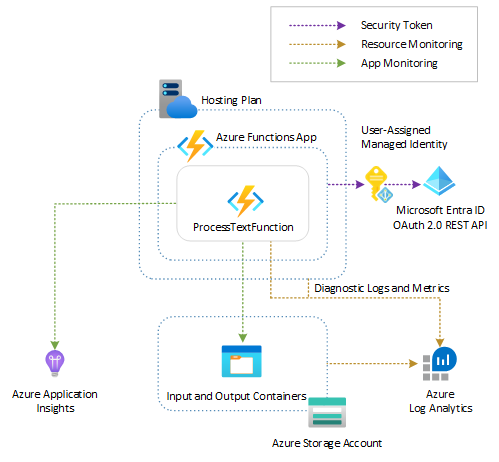 Security Token
Resource Monitoring
App Monitoring
Hosting Plan
Azure Functions App
User-Assigned
Managed Identity
ProcessTextFunction
Microsoft Entra ID
OAuth 2.0 REST API
Diagnostic Logs and Metrics
Azure Application
Insights
Input and Output Containers
Azure
Log Analytics
Azure Storage Account